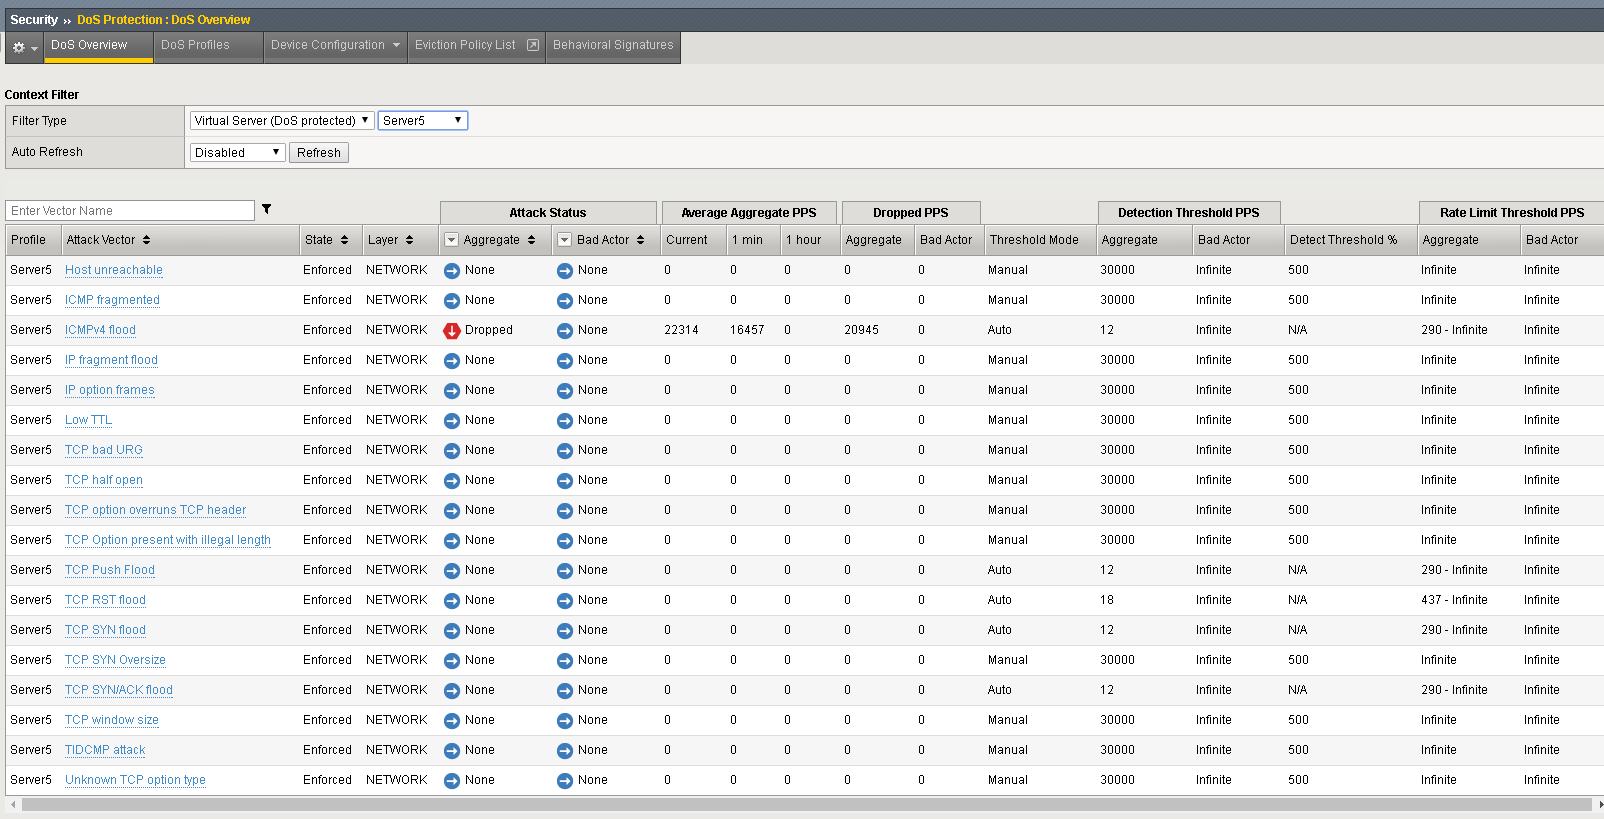 Security ›› DoS Protection : DoS Overview
DoS Overview DoS Profiles Device Configuration Eviction Policy List Behavioral Signatures
Context Filter
Filter Type Virtual Server (DoS protected) Server5
Auto Refresh Disabled Refresh
Enter Vector Name Attack Status Average Aggregate PPS Dropped PPS Detection Threshold PPS Rate Limit Threshold PPS
Profile Attack Vector State Layer Aggregate Bad Actor Current 1 min 1 hour Aggregate Bad Actor Threshold Mode Aggregate Bad Actor Detect Threshold % Aggregate Bad Actor
Server5 Host unreachable Enforced NETWORK None None 0 0 0 0 0 Manual 30000 Infinite 500 Infinite Infinite
Server5 ICMP fragmented Enforced NETWORK None None 0 0 0 0 0 Manual 30000 Infinite 500 Infinite Infinite
Server5 ICMPv4 flood Enforced NETWORK Dropped None 22314 16457 0 20945 0 Auto 12 Infinite N/A 290 - Infinite Infinite
Server5 IP fragment flood Enforced NETWORK None None 0 0 0 0 0 Manual 30000 Infinite 500 Infinite Infinite
Server5 IP option frames Enforced NETWORK None None 0 0 0 0 0 Manual 30000 Infinite 500 Infinite Infinite
Server5 Low TTL Enforced NETWORK None None 0 0 0 0 0 Manual 30000 Infinite 500 Infinite Infinite
Server5 TCP bad URG Enforced NETWORK None None 0 0 0 0 0 Manual 30000 Infinite 500 Infinite Infinite
Server5 TCP half open Enforced NETWORK None None 0 0 0 0 0 Manual 30000 Infinite 500 Infinite Infinite
Server5 TCP option overruns TCP header Enforced NETWORK None None 0 0 0 0 0 Manual 30000 Infinite 500 Infinite Infinite
Server5 TCP Option present with illegal length Enforced NETWORK None None 0 0 0 0 0 Manual 30000 Infinite 500 Infinite Infinite
Server5 TCP Push Flood Enforced NETWORK None None 0 0 0 0 0 Auto 12 Infinite N/A 290 - Infinite Infinite
Server5 TCP RST flood Enforced NETWORK None None 0 0 0 0 0 Auto 18 Infinite N/A 437 - Infinite Infinite
Server5 TCP SYN flood Enforced NETWORK None None 0 0 0 0 0 Auto 12 Infinite N/A 290 - Infinite Infinite
Server5 TCP SYN Oversize Enforced NETWORK None None 0 0 0 0 0 Manual 30000 Infinite 500 Infinite Infinite
Server5 TCP SYN/ACK flood Enforced NETWORK None None 0 0 0 0 0 Auto 12 Infinite N/A 290 - Infinite Infinite
Server5 TCP window size Enforced NETWORK None None 0 0 0 0 0 Manual 30000 Infinite 500 Infinite Infinite
Server5 TIDCMP attack Enforced NETWORK None None 0 0 0 0 0 Manual 30000 Infinite 500 Infinite Infinite
Server5 Unknown TCP option type Enforced NETWORK None None 0 0 0 0 0 Manual 30000 Infinite 500 Infinite Infinite